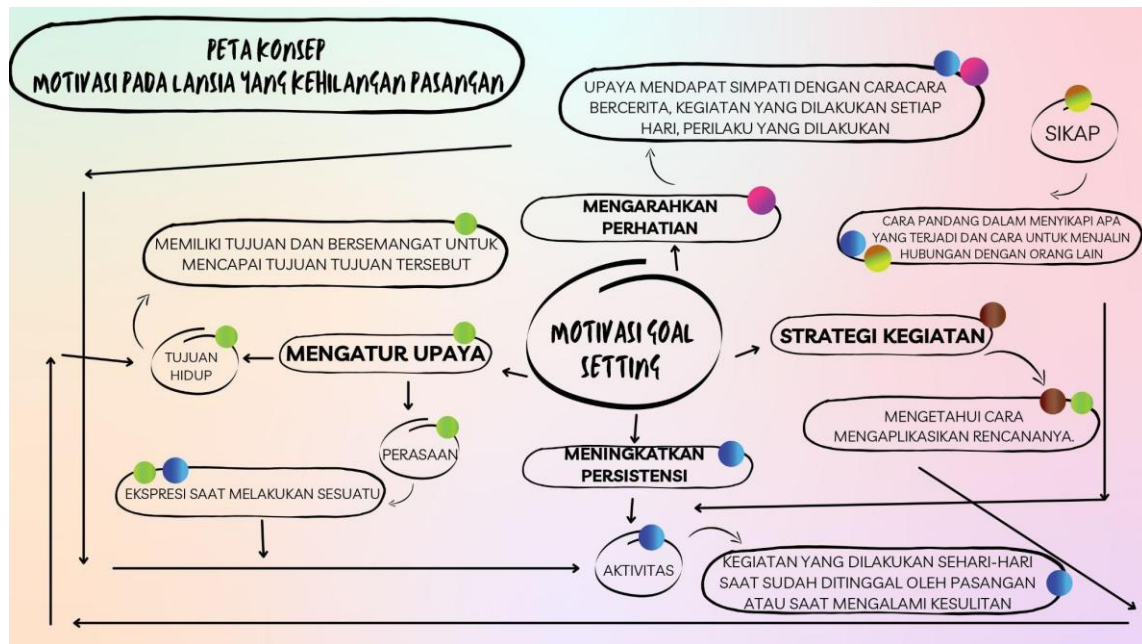 PETA KONSEP
MOTIVASI PADA LANSIA YANG KEHILANGAN PASANGAN
UPAYA MENDAPAT SIMPATI DENGAN CARACARA
BERCERITA, KEGIATAN YANG DILAKUKAN SETIAP
HARI, PERILAKU YANG DILAKUKAN
SIKAP
MENGARAHKAN
PERHATIAN
CARA PANDANG DALAM MENYIKAPI APA
YANG TERJADI DAN CARA UNTUK MENJALIN
HUBUNGAN DENGAN ORANG LAIN
MEMILIKI TUJUAN DAN BERSEMANGAT UNTUK
MENCAPAI TUJUAN TUJUAN TERSEBUT
MOTIVASI GOAL
SETTING
STRATEGI KEGIATAN
MENGATUR UPAYA
TUJUAN
HIDUP
MENGETAHUI CARA
MENGAPLIKASIKAN RENCANANYA.
PERASAAN
MENINGKATKAN
PERSISTENSI
EKSPRESI SAAT MELAKUKAN SESUATU
AKTIVITAS
KEGIATAN YANG DILAKUKAN SEHARI-HARI
SAAT SUDAH DITINGGAL OLEH PASANGAN
ATAU SAAT MENGALAMI KESULITAN